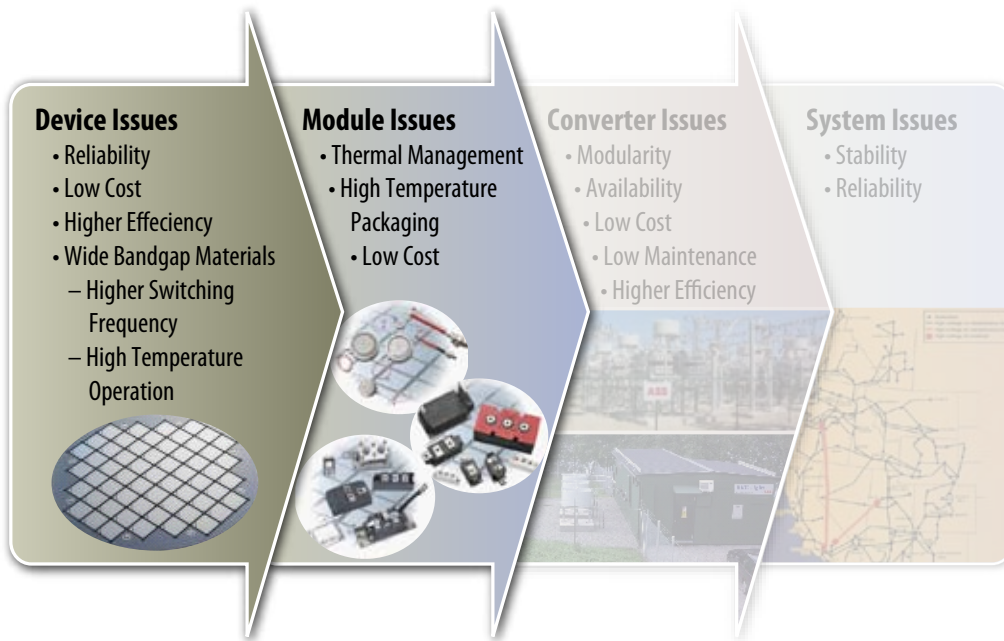 Device Issues
• Reliability
• Low Cost
• Higher Effeciency
• Wide Bandgap Materials
– Higher Switching
Frequency
– High Temperature
Operation
Module Issues
• Thermal Management
• High Temperature
Packaging
• Low Cost
Converter Issues
• Modularity
• Availability
• Low Cost
• Low Maintenance
• Higher Efficiency
ABB
System Issues
• Stability
• Reliability